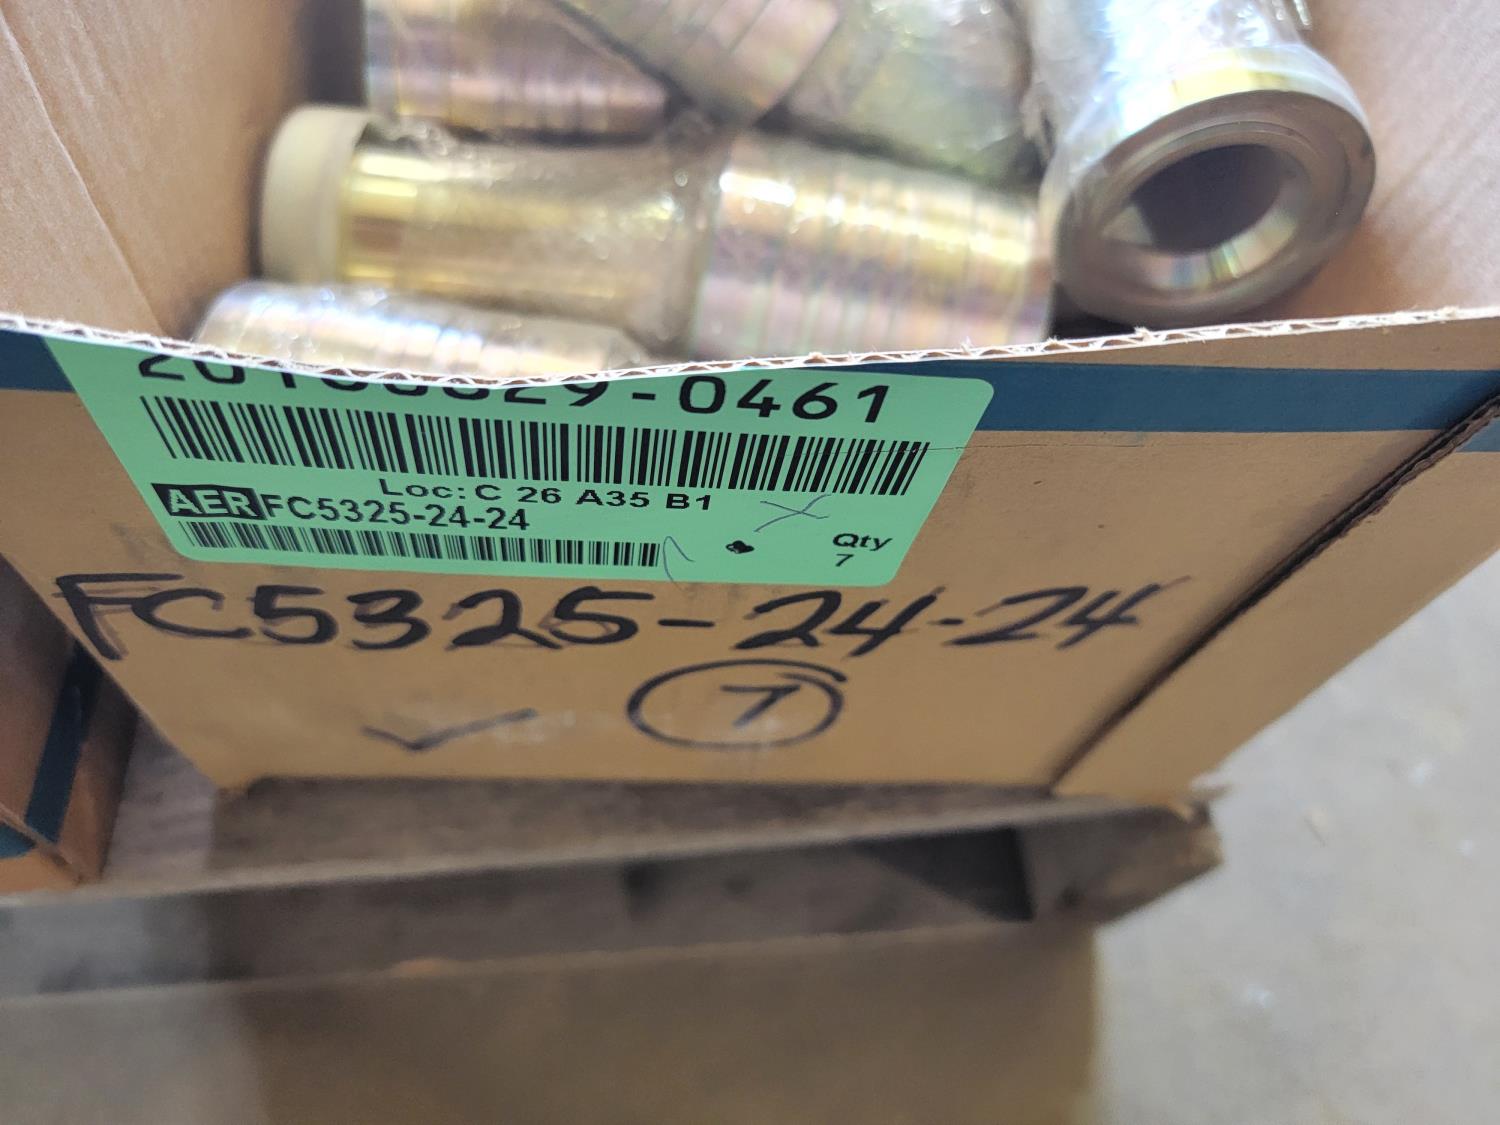 -0461
Loc: C 26 A35 B1
AER FC5325-24-24
Qty
7
FC5325-24-24
7